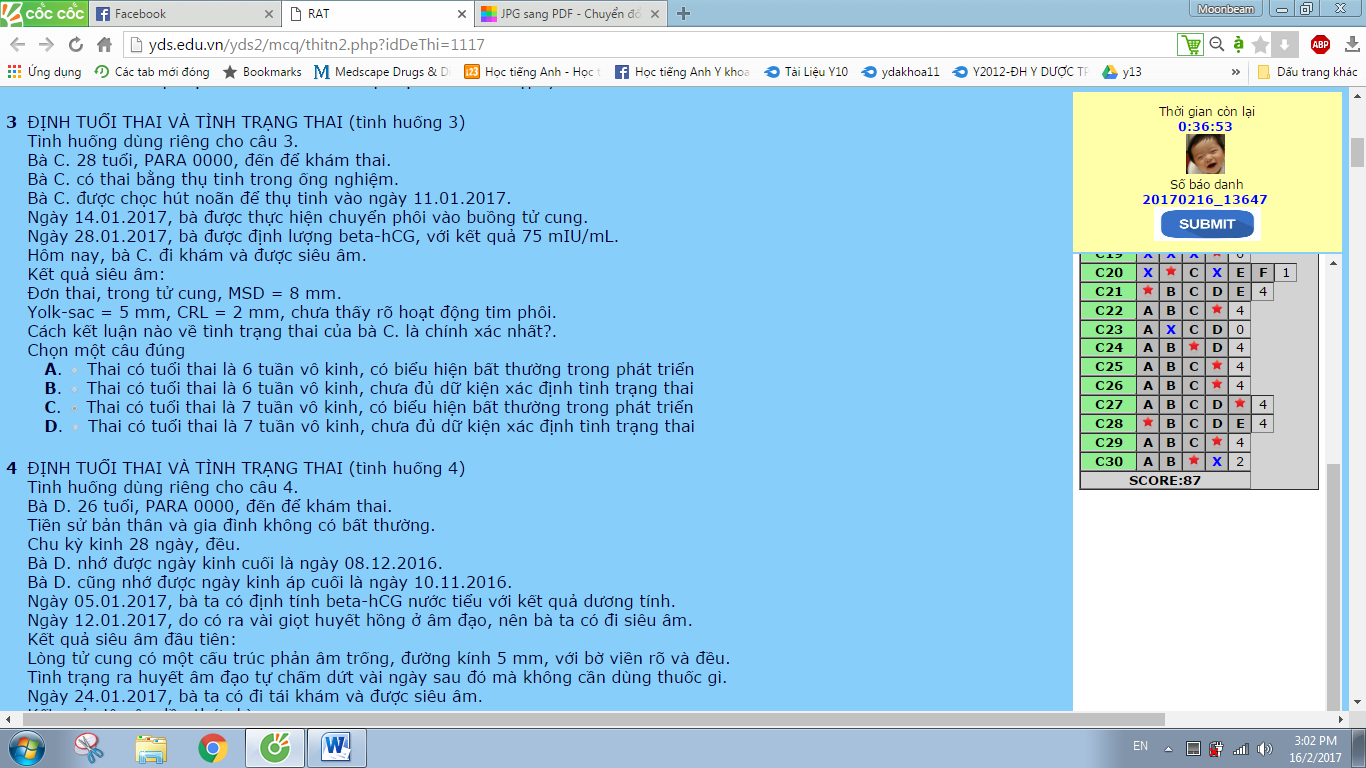 CỐC CỐC
Facebook
RAT
JPG sang PDF - Chuyển đổ
Moonbeam
yds.edu.vn/yds2/mcq/thitn2.php?idDeThi=1117
ABP
Ứng dụng
Các tab mới đóng
Bookmarks
Medscape Drugs & D
Học tiếng Anh - Học t
Học tiếng Anh Y khoa
Tài Liệu Y10
ydakhoa11
Y2012-ĐH Y DƯỢC TP
y13
»
Dấu trang khác
3 ĐỊNH TUỔI THAI VÀ TÌNH TRẠNG THAI (tình huống 3)
Tình huống dùng riêng cho câu 3.
Bà C. 28 tuổi, PARA 0000, đến để khám thai.
Bà C. có thai bằng thụ tinh trong ống nghiệm.
Bà C. được chọc hút noãn để thụ tinh vào ngày 11.01.2017.
Ngày 14.01.2017, bà được thực hiện chuyển phôi vào buồng tử cung.
Ngày 28.01.2017, bà được định lượng beta-hCG, với kết quả 75 mIU/mL.
Hôm nay, bà C. đi khám và được siêu âm.
Kết quả siêu âm:
Đơn thai, trong tử cung, MSD = 8 mm.
Yolk-sac = 5 mm, CRL = 2 mm, chưa thấy rõ hoạt động tim phôi.
Cách kết luận nào về tình trạng thai của bà C. là chính xác nhất?.
Chọn một câu đúng
A. Thai có tuổi thai là 6 tuần vô kinh, có biểu hiện bất thường trong phát triển
B. Thai có tuổi thai là 6 tuần vô kinh, chưa đủ dữ kiện xác định tình trạng thai
C. Thai có tuổi thai là 7 tuần vô kinh, có biểu hiện bất thường trong phát triển
D. Thai có tuổi thai là 7 tuần vô kinh, chưa đủ dữ kiện xác định tình trạng thai
4 ĐỊNH TUỔI THAI VÀ TÌNH TRẠNG THAI (tình huống 4)
Tình huống dùng riêng cho câu 4.
Bà D. 26 tuổi, PARA 0000, đến để khám thai.
Tiền sử bản thân và gia đình không có bất thường.
Chu kỳ kinh 28 ngày, đều.
Bà D. nhớ được ngày kinh cuối là ngày 08.12.2016.
Bà D. cũng nhớ được ngày kinh áp cuối là ngày 10.11.2016.
Ngày 05.01.2017, bà ta có định tính beta-hCG nước tiểu với kết quả dương tính.
Ngày 12.01.2017, do có ra vài giọt huyết hồng ở âm đạo, nên bà ta có đi siêu âm.
Kết quả siêu âm đầu tiên:
Lòng tử cung có một cấu trúc phản âm trống, đường kính 5 mm, với bờ viền rõ và đều.
Tình trạng ra huyết âm đạo tự chấm dứt vài ngày sau đó mà không cần dùng thuốc gì.
Ngày 24.01.2017, bà ta có đi tái khám và được siêu âm.
Thời gian còn lại
0:36:53
Số báo danh
20170216_13647
SUBMIT
C19 X X X 0
C20 X C X E F 1
C21 B C D E 4
C22 A B C 4
C23 A X C D 0
C24 A B D 4
C25 A B C 4
C26 A B C 4
C27 A B C D 4
C28 B C D E 4
C29 A B C 4
C30 A B X 2
SCORE:87
EN
3:02 PM
16/2/2017